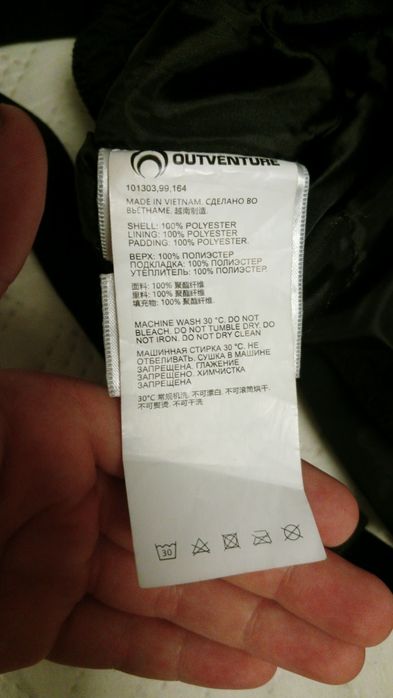 OUTVENTURE
101303,99,164
MADE IN VIETNAM. СДЕЛАНО ВО
ВЬЕТНАМЕ. 越南制造.
SHELL: 100% POLYESTER
LINING: 100% POLYESTER
PADDING: 100% POLYESTER.
ВЕРХ: 100% ПОЛИЭСТЕР
ПОДКЛАДКА: 100% ПОЛИЭСТЕР
УТЕПЛИТЕЛЬ: 100% ПОЛИЭСТЕР.
面料: 100% 聚酯纤维
里料: 100% 聚酯纤维
填充物: 100% 聚酯纤维.
MACHINE WASH 30 °C. DO NOT
BLEACH. DO NOT TUMBLE DRY. DO
NOT IRON. DO NOT DRY CLEAN
МАШИННАЯ СТИРКА 30 °C. НЕ
ОТБЕЛИВАТЬ. СУШКА В МАШИНЕ
ЗАПРЕЩЕНА. ГЛАЖЕНИЕ
ЗАПРЕЩЕНО. ХИМЧИСТКА
ЗАПРЕЩЕНА
30°C 常规机洗. 不可漂白. 不可滚筒烘干.
不可熨烫. 不可干洗
30